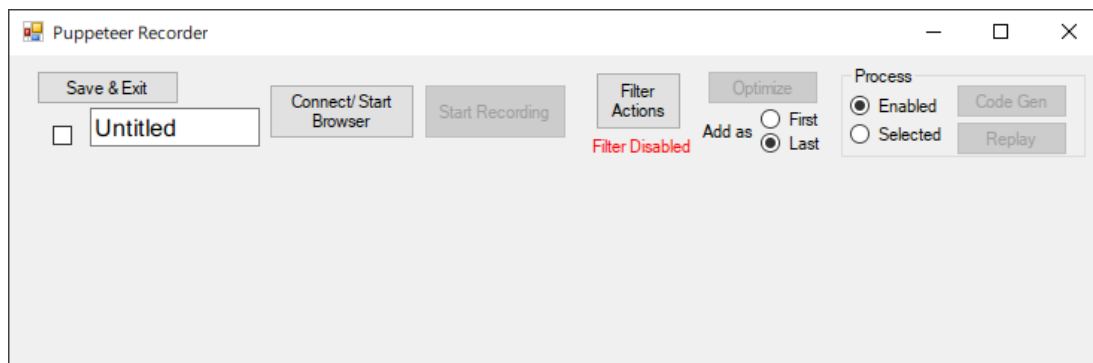 Puppeteer Recorder
Save & Exit
Untitled
Connect/ Start
Browser
Start Recording
Filter
Actions
Filter Disabled
Optimize
Add as
First
Last
Process
Enabled
Selected
Code Gen
Replay